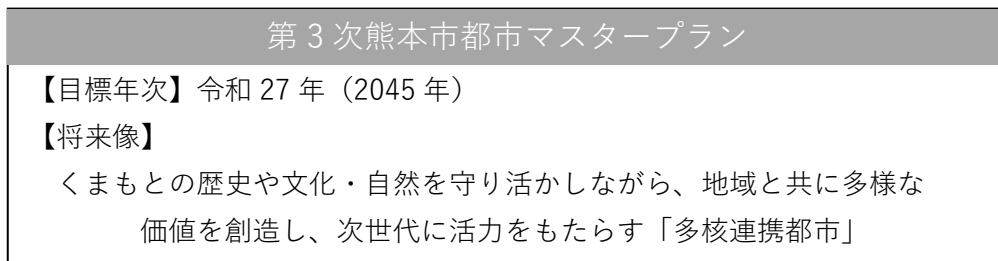 第3次熊本市都市マスタープラン
【目標年次】令和 27 年（2045 年）
【将来像】
くまもとの歴史や文化・自然を守り活かしながら、地域と共に多様な
価値を創造し、次世代に活力をもたらす「多核連携都市」